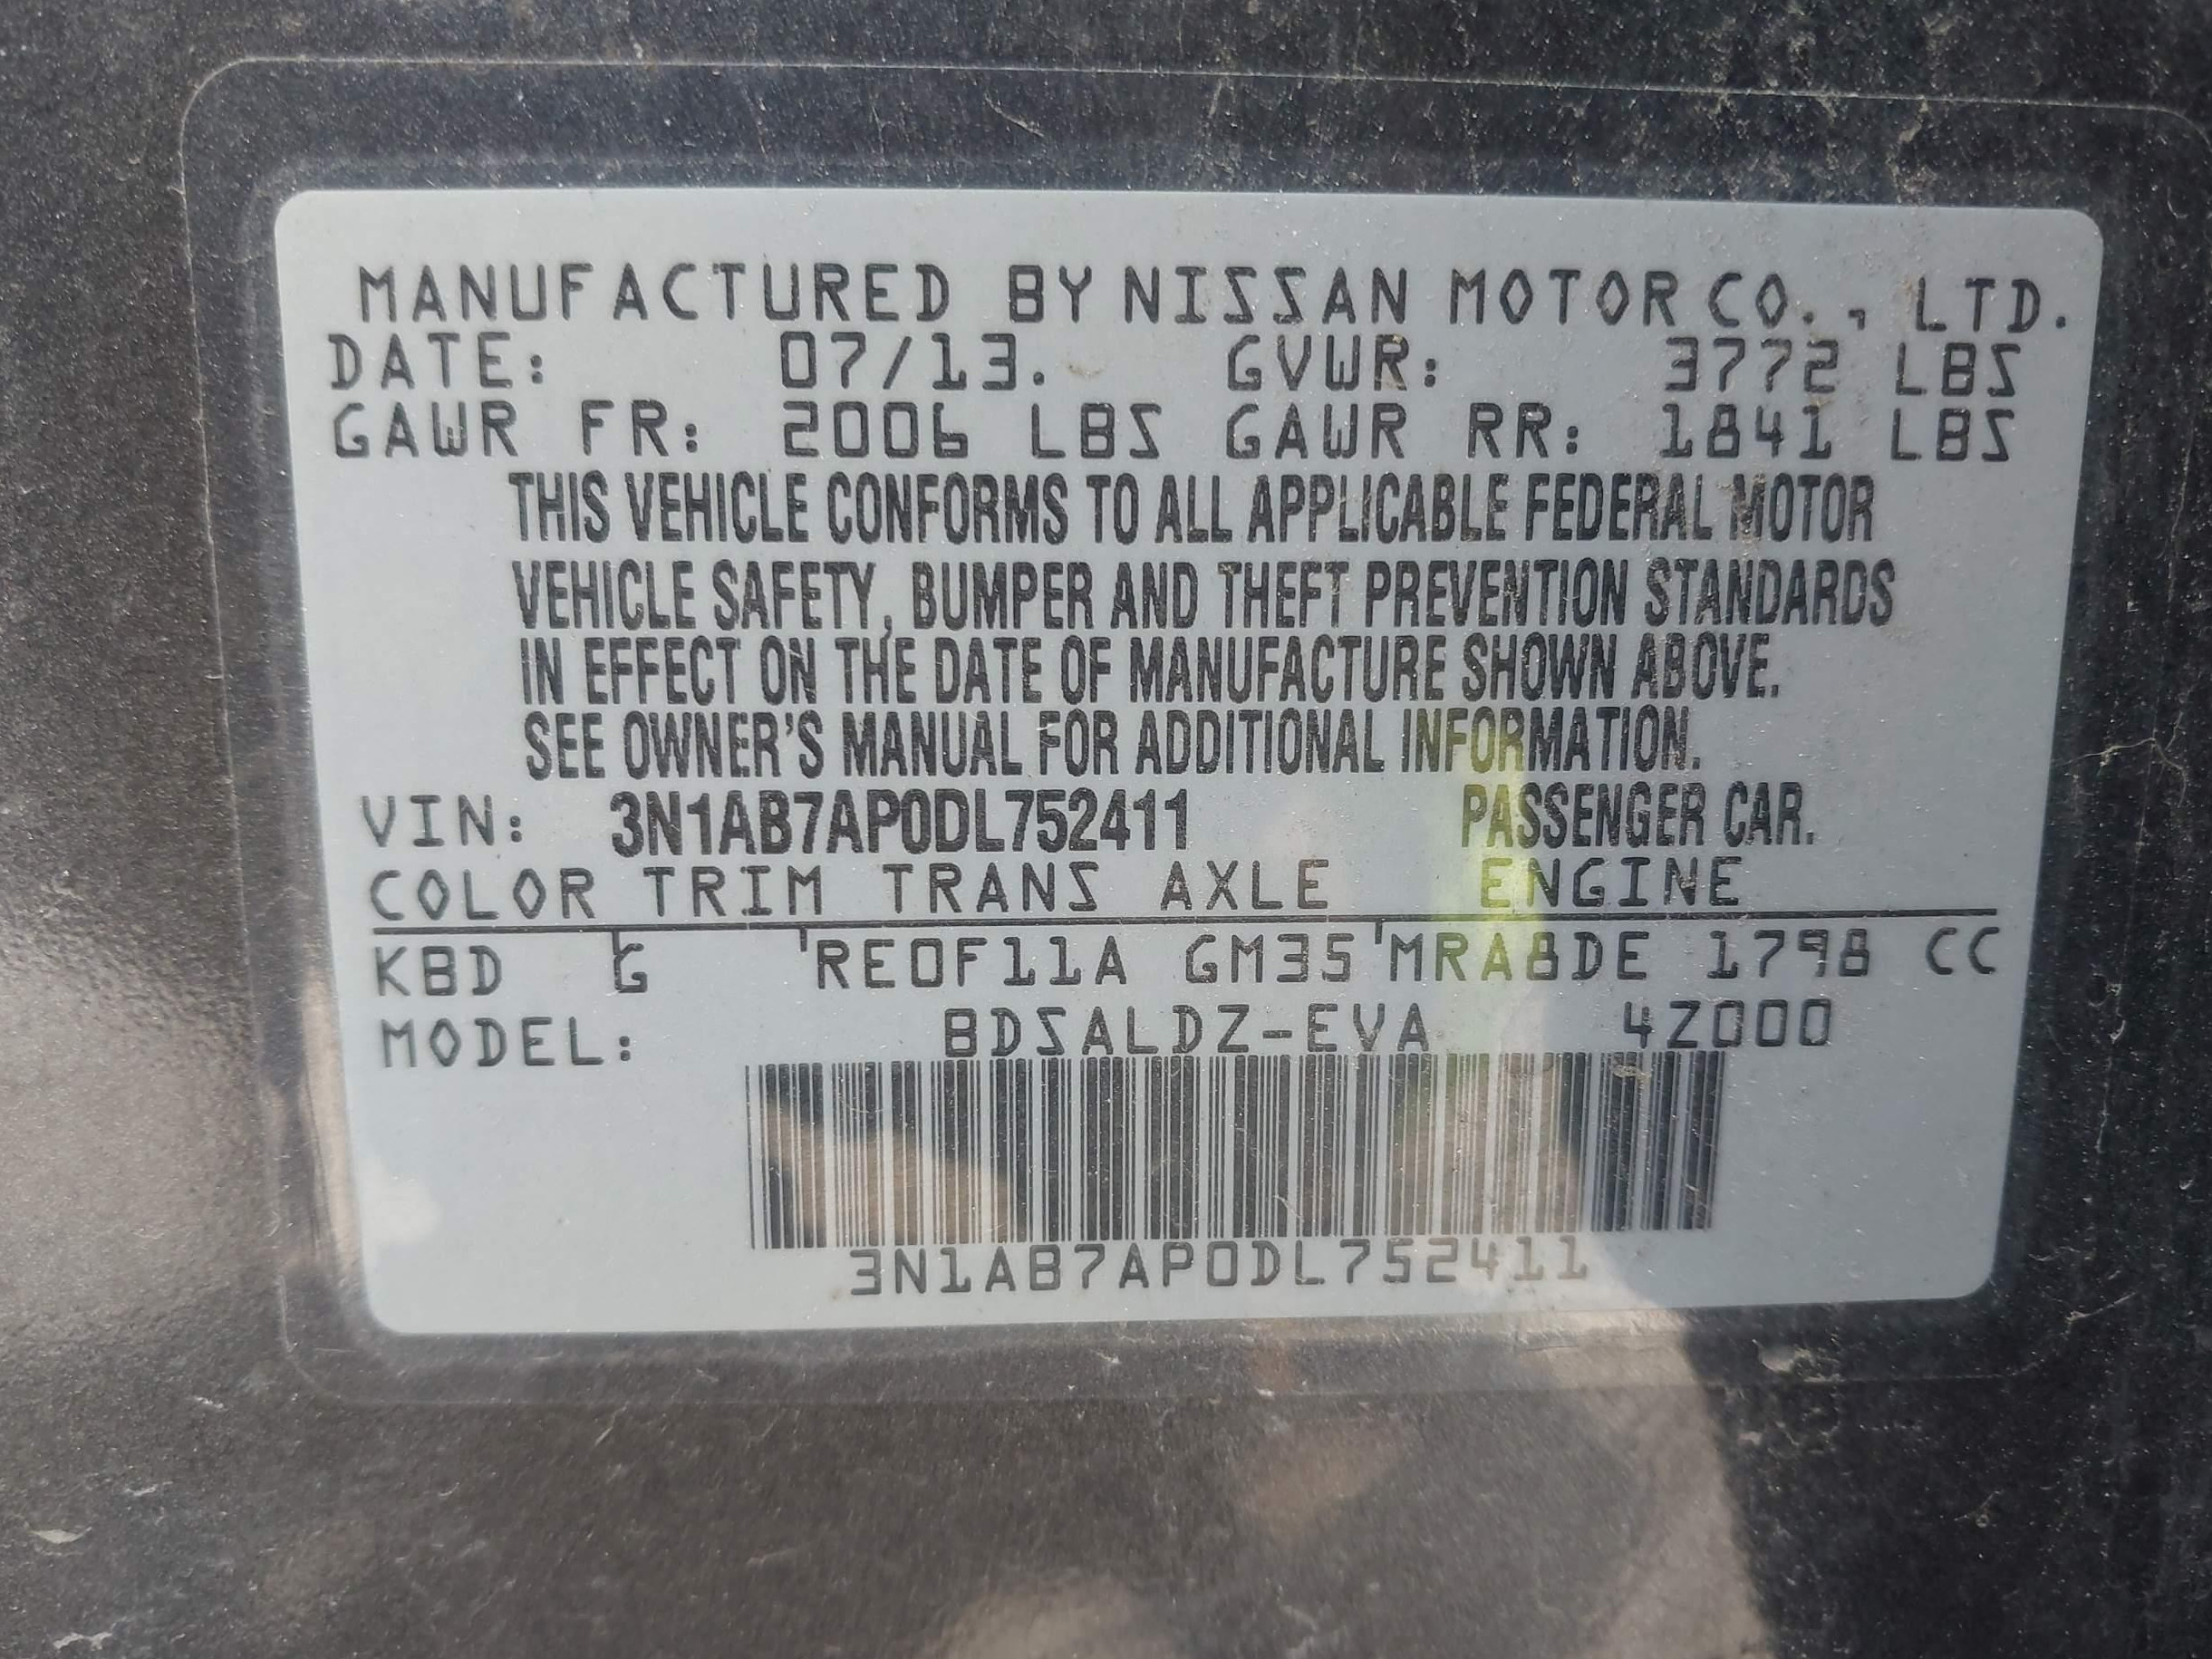 MANUFACTURED BY NISSAN MOTOR CO., LTD.
DATE: 07/13. GVWR: 3772 LBS
GAWR FR: 2006 LBS GAWR RR: 1841 LBS
THIS VEHICLE CONFORMS TO ALL APPLICABLE FEDERAL MOTOR
VEHICLE SAFETY, BUMPER AND THEFT PREVENTION STANDARDS
IN EFFECT ON THE DATE OF MANUFACTURE SHOWN ABOVE.
SEE OWNER'S MANUAL FOR ADDITIONAL INFORMATION.
VIN: 3N1AB7AP0DL752411 PASSENGER CAR.
COLOR TRIM TRANS AXLE ENGINE
KBD G RE0F11A GM35 MRA8DE 1798 CC
MODEL: BDSALDZ-EVA 4Z000
3N1AB7AP0DL752411